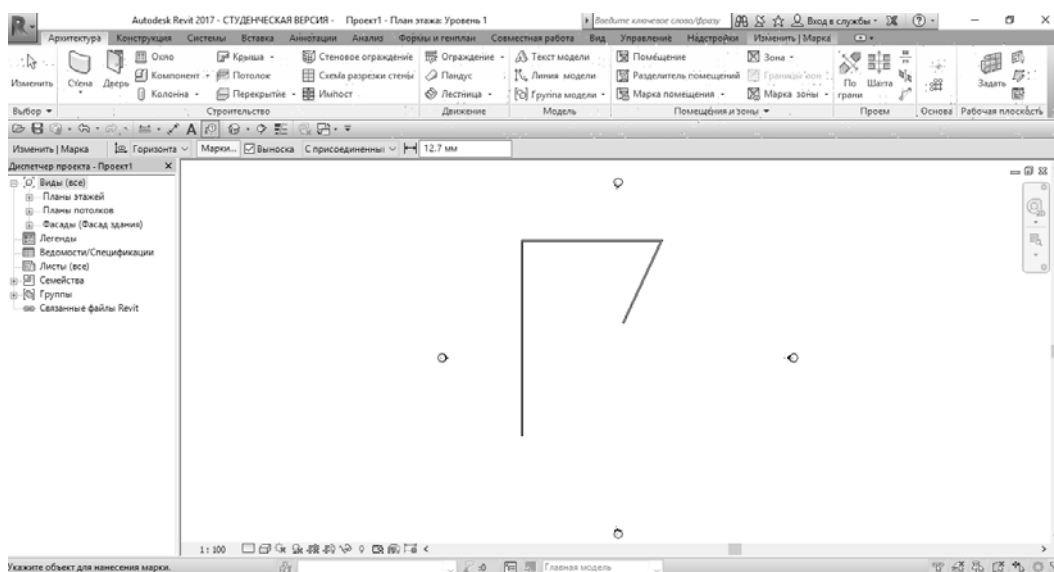 Autodesk Revit 2017 - СТУДЕНЧЕСКАЯ ВЕРСИЯ - Проект1 - План этажа: Уровень 1 Введите ключевое слово/фразу Вход в службы
Архитектура Конструкция Системы Вставка Аннотации Анализ Формы и генплан Совместная работа Вид Управление Надстройки Изменить | Марка
Окно Крыша Стеновое ограждение Ограждение Текст модели Помещение Зона
Компонент Потолок Схема разрезки стены Пандус Линия модели Разделитель помещений Границы зон
Изменить Стена Дверь По грани Шахта Задать
Колонна Перекрытие Импост Лестница Группа модели Марка помещения Марка зоны
Выбор Строительство Движение Модель Помещения и зоны Проем Основа Рабочая плоскость
Изменить | Марка Горизонта Марки... Выноска С присоединенны 12.7 мм
Диспетчер проекта - Проект1
Виды (все)
Планы этажей
Планы потолков
Фасады (Фасад здания)
Легенды
Ведомости/Спецификации
Листы (все)
Семейства
Группы
Связанные файлы Revit
1 : 100
Укажите объект для нанесения марки. :0 Главная модель